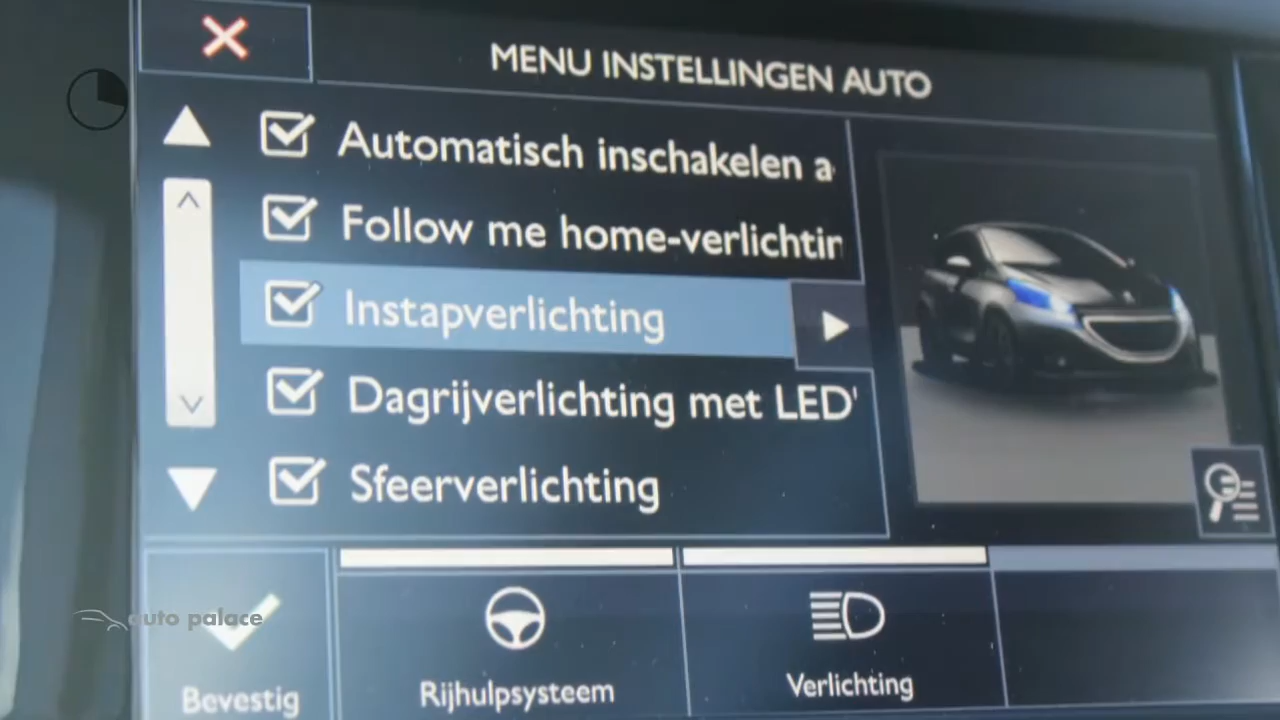 MENU INSTELLINGEN AUTO
Automatisch inschakelen a
Follow me home-verlichtin
Instapverlichting
Dagrijverlichting met LED'
Sfeerverlichting
auto palace
Bevestig
Rijhulpsysteem
Verlichting